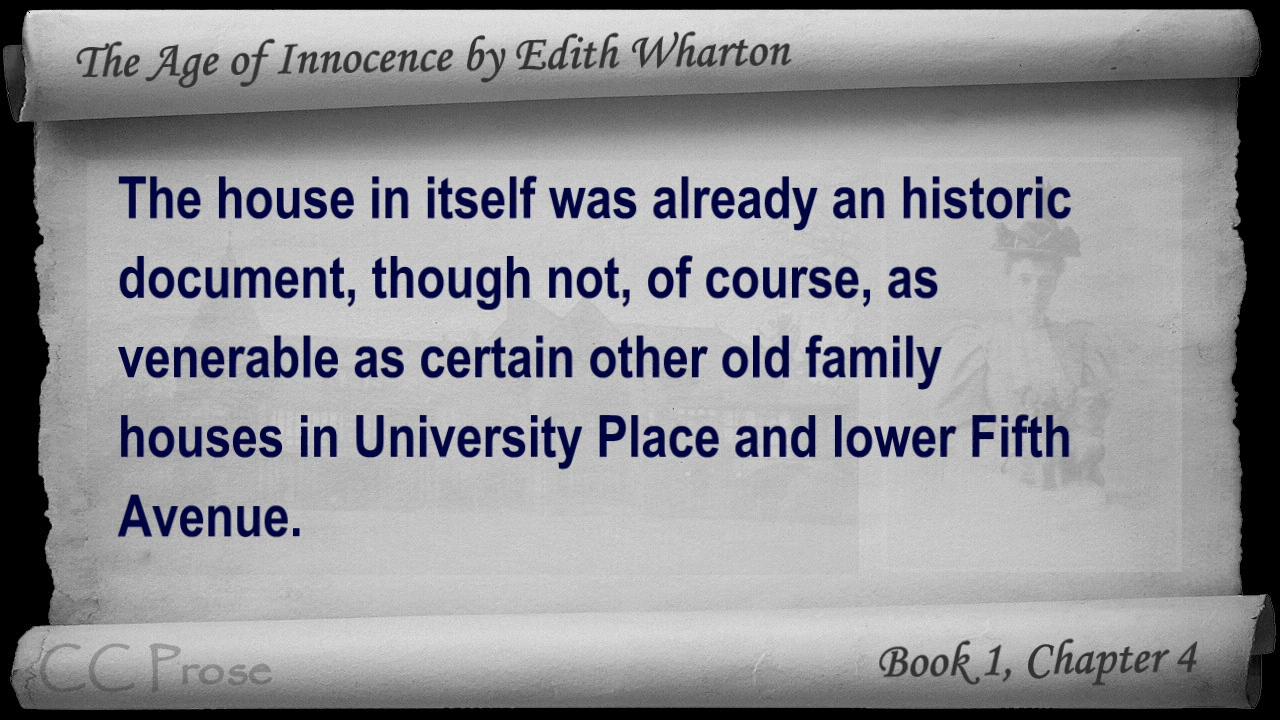 The Age of Innocence by Edith Wharton
The house in itself was already an historic
document, though not, of course, as
venerable as certain other old family
houses in University Place and lower Fifth
Avenue.
CC Prose
Book 1, Chapter 4